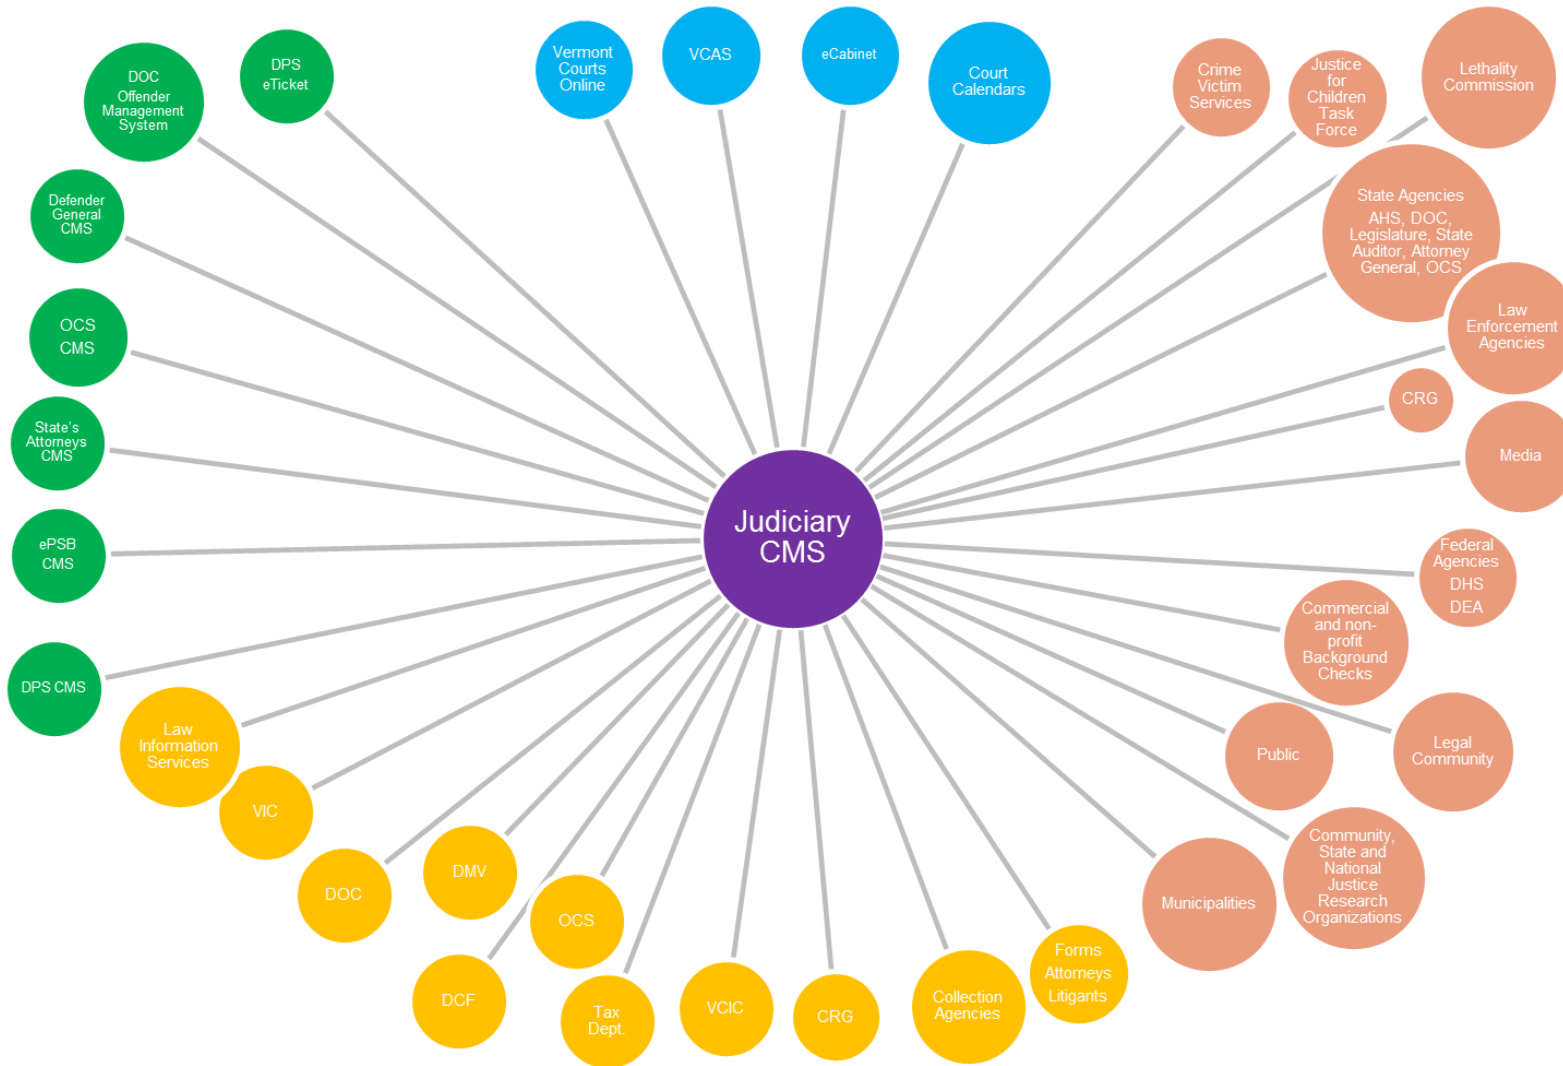 DOC
Offender
Management
System
DPS
eTicket
Vermont
Courts
Online
VCAS
eCabinet
Court
Calendars
Crime
Victim
Services
Justice
for
Children
Task
Force
Lethality
Commission
Defender
General
CMS
State Agencies
AHS, DOC,
Legislature, State
Auditor, Attorney
General, OCS
OCS
CMS
Law
Enforcement
Agencies
CRG
State's
Attorneys
CMS
Media
Judiciary
CMS
ePSB
CMS
Federal
Agencies
DHS
DEA
Commercial
and non-
profit
Background
Checks
DPS CMS
Law
Information
Services
Public
Legal
Community
VIC
DOC
DMV
OCS
Municipalities
Community,
State and
National
Justice
Research
Organizations
DCF
Tax
Dept.
VCIC
CRG
Collection
Agencies
Forms
Attorneys
Litigants